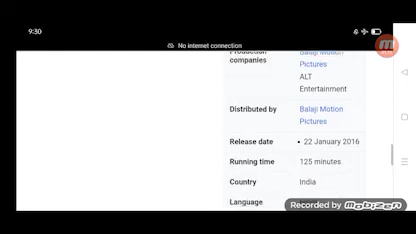 9:30
No internet connection
Production
companies
Balaji Motion
Pictures
ALT
Entertainment
Distributed by
Balaji Motion
Pictures
Release date
• 22 January 2016
Running time
125 minutes
Country
India
Language
Recorded by
MOBIZEN